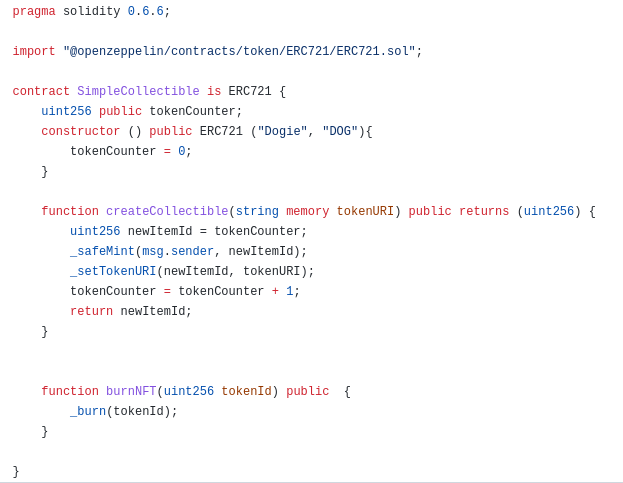 pragma solidity 0.6.6;
import "@openzeppelin/contracts/token/ERC721/ERC721.sol";
contract SimpleCollectible is ERC721 {
    uint256 public tokenCounter;
    constructor () public ERC721 ("Dogie", "DOG"){
        tokenCounter = 0;
    }
    function createCollectible(string memory tokenURI) public returns (uint256) {
        uint256 newItemId = tokenCounter;
        _safeMint(msg.sender, newItemId);
        _setTokenURI(newItemId, tokenURI);
        tokenCounter = tokenCounter + 1;
        return newItemId;
    }
    function burnNFT(uint256 tokenId) public  {
        _burn(tokenId);
    }
}